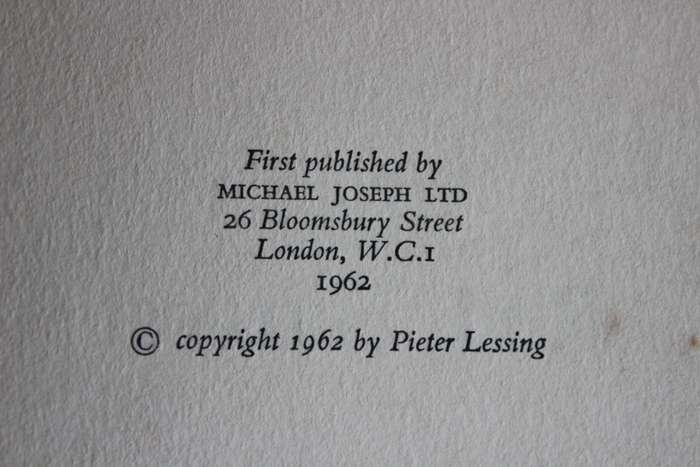 First published by
MICHAEL JOSEPH LTD
26 Bloomsbury Street
London, W.C.1
1962
© copyright 1962 by Pieter Lessing